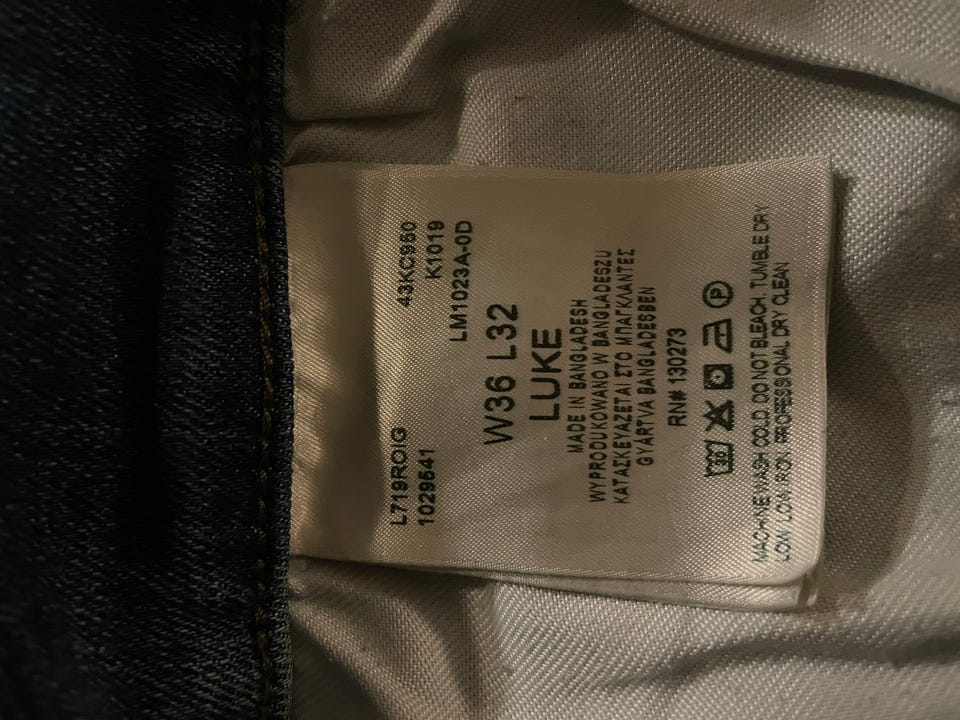 L719ROIG 43KC950
1029541 K1019
LM1023A-0D
W36 L32
LUKE
MADE IN BANGLADESH
WYPRODUKOWANO W BANGLADESZU
ΚΑΤΑΣΚΕΥΑΖΕΤΑΙ ΣΤΟ ΜΠΑΓΚΛΑΝΤΕΣ
GYÁRTVA BANGLADESBEN
RN# 130273
P
MACHINE WASH COLD DO NOT BLEACH. TUMBLE DRY
LOW. LOW IRON. PROFESSIONAL DRY CLEAN